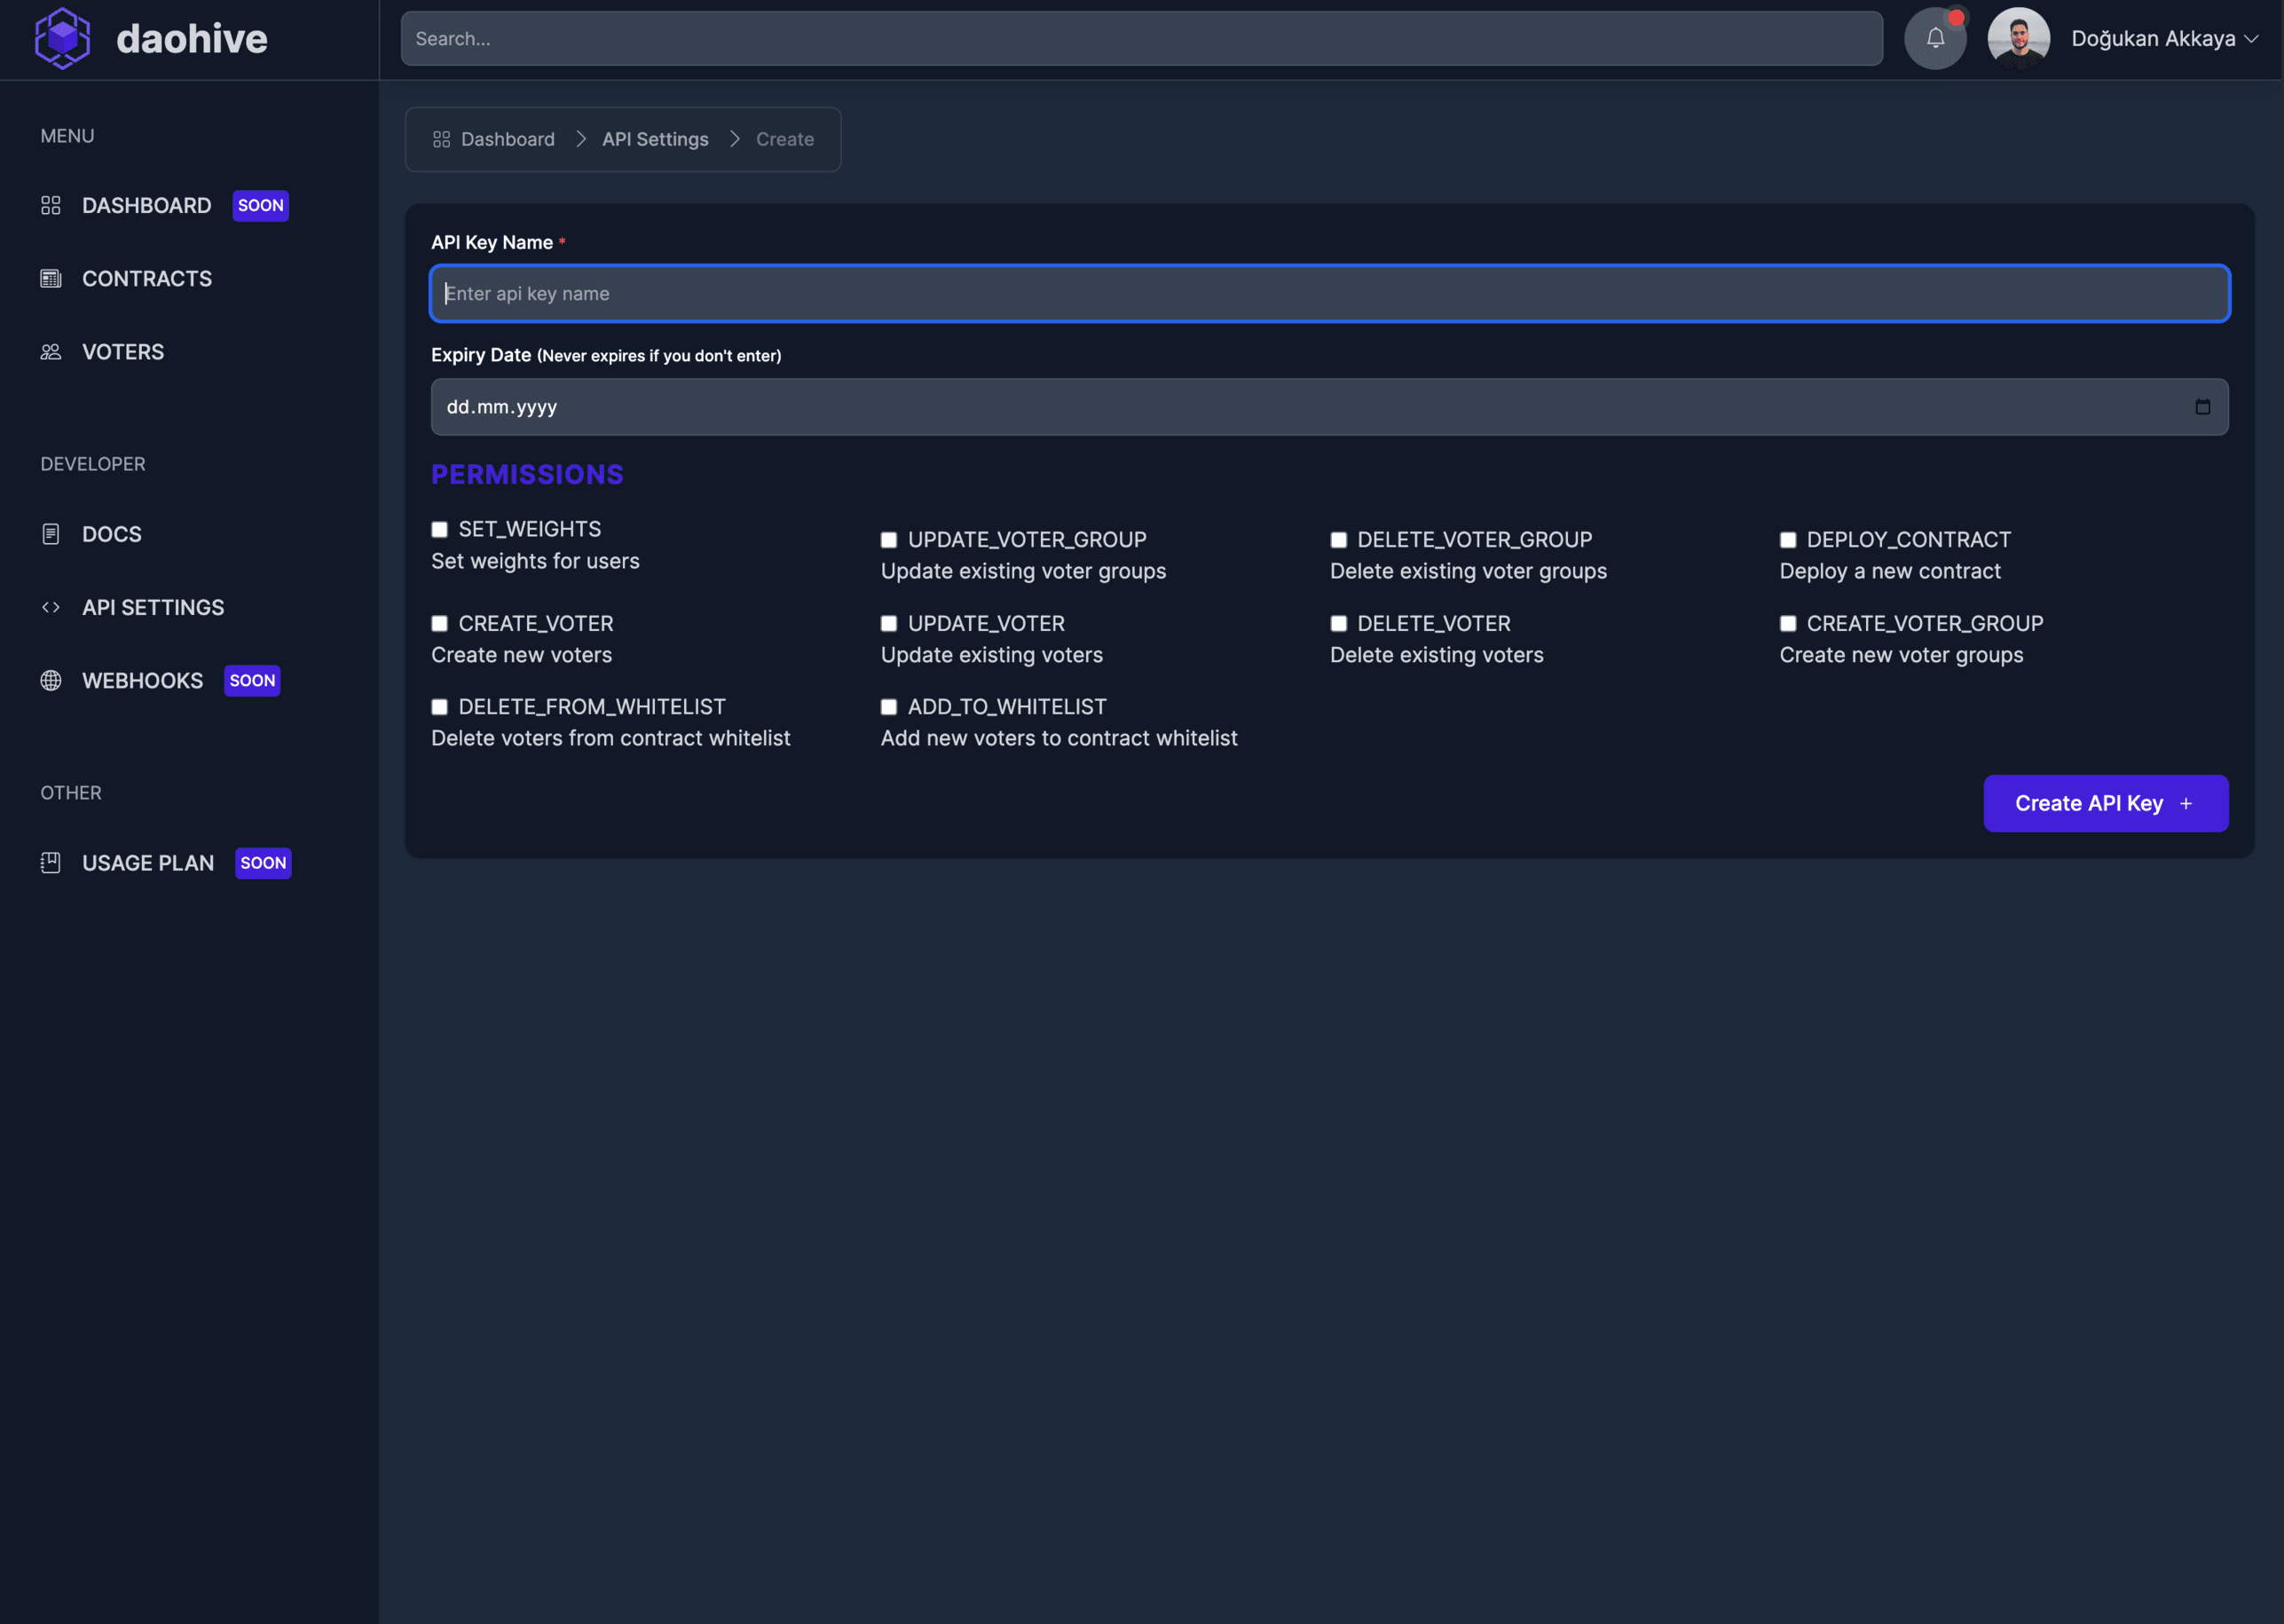 daohive
Search...
Doğukan Akkaya
MENU
DASHBOARD SOON
CONTRACTS
VOTERS
DEVELOPER
DOCS
API SETTINGS
WEBHOOKS SOON
OTHER
USAGE PLAN SOON
Dashboard > API Settings > Create
API Key Name *
Enter api key name
Expiry Date (Never expires if you don't enter)
dd.mm.yyyy
PERMISSIONS
SET_WEIGHTS
Set weights for users
UPDATE_VOTER_GROUP
Update existing voter groups
DELETE_VOTER_GROUP
Delete existing voter groups
DEPLOY_CONTRACT
Deploy a new contract
CREATE_VOTER
Create new voters
UPDATE_VOTER
Update existing voters
DELETE_VOTER
Delete existing voters
CREATE_VOTER_GROUP
Create new voter groups
DELETE_FROM_WHITELIST
Delete voters from contract whitelist
ADD_TO_WHITELIST
Add new voters to contract whitelist
Create API Key +